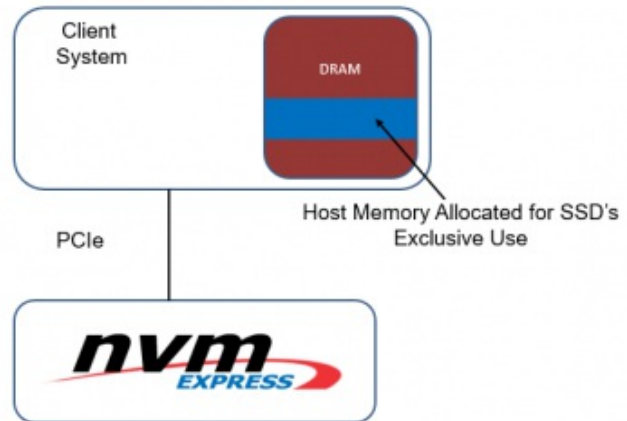 Client
System
DRAM
Host Memory Allocated for SSD's
Exclusive Use
PCIe
nvm
EXPRESS